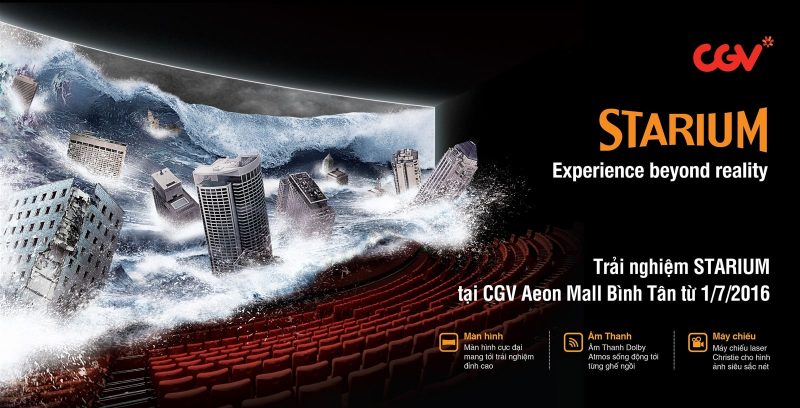 CGV*
STARIUM
Experience beyond reality
Trải nghiệm STARIUM
tại CGV Aeon Mall Bình Tân từ 1/7/2016
Màn hình
Màn hình cực đại
mang tới trải nghiệm
đỉnh cao
Âm Thanh
Âm Thanh Dolby
Atmos sống động tới
từng ghế ngồi
Máy chiếu
Máy chiếu laser
Christie cho hình
ảnh siêu sắc nét